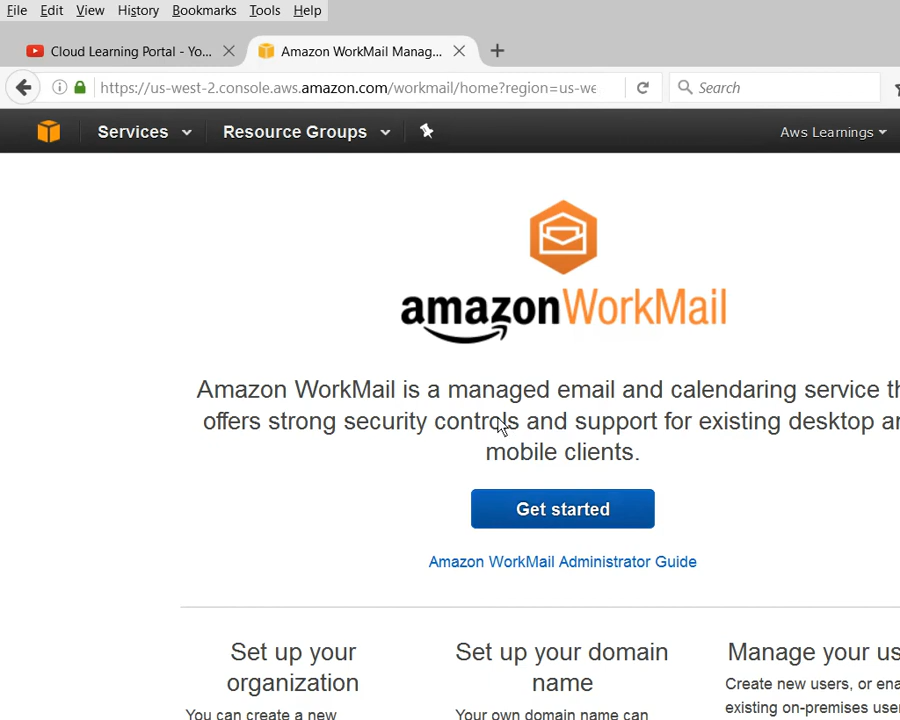 File Edit View History Bookmarks Tools Help
Cloud Learning Portal - Yo... Amazon WorkMail Manag...
https://us-west-2.console.aws.amazon.com/workmail/home?region=us-we Search
Services Resource Groups Aws Learnings
amazon WorkMail
Amazon WorkMail is a managed email and calendaring service th
offers strong security controls and support for existing desktop an
mobile clients.
Get started
Amazon WorkMail Administrator Guide
Set up your
organization
You can create a new
Set up your domain
name
Your own domain name can
Manage your us
Create new users, or ena
existing on-premises user